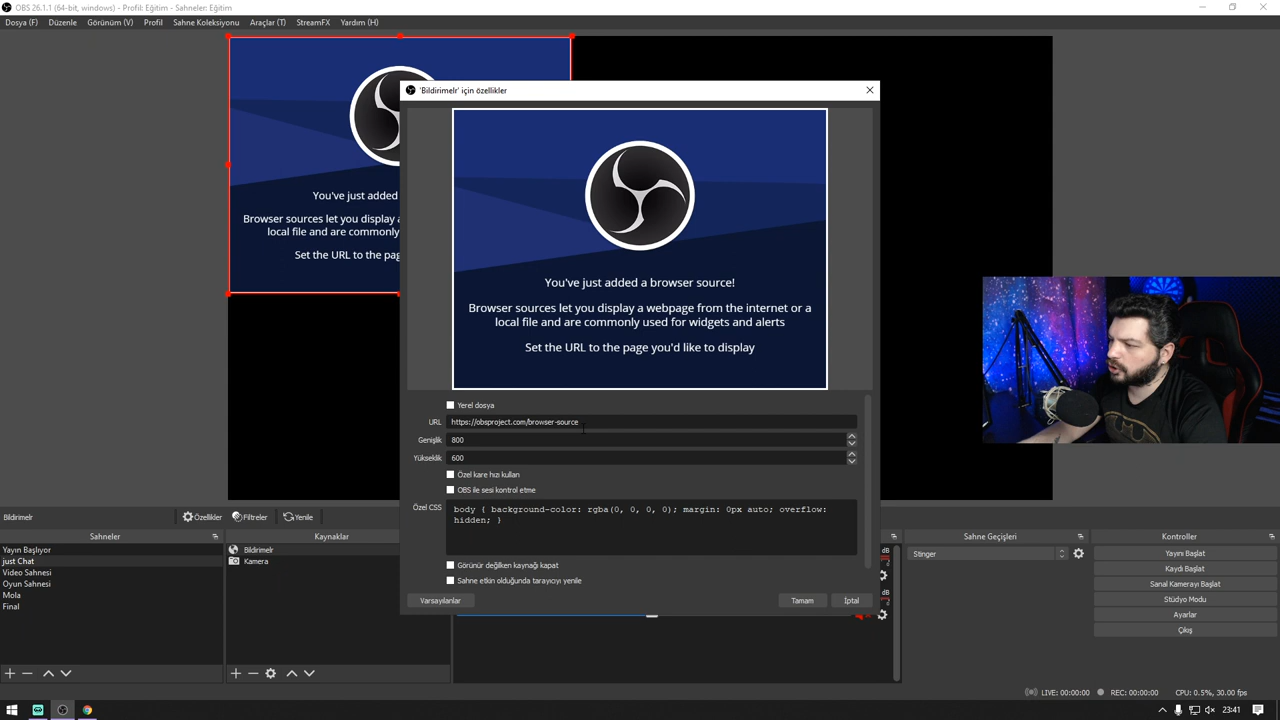 OBS 26.1.1 (64-bit, windows) - Profil: Eğitim - Sahneler: Eğitim
Dosya (F) Düzenle Görünüm (V) Profil Sahne Koleksiyonu Araçlar (T) StreamFX Yardım (H)
You've just added
Browser sources let you display
local file and are commonly
Set the URL to the pag
'Bildirimelr' için özellikler
You've just added a browser source!
Browser sources let you display a webpage from the internet or a
local file and are commonly used for widgets and alerts
Set the URL to the page you'd like to display
Yerel dosya
URL https://obsproject.com/browser-source
Genişlik 800
Yükseklik 600
Özel kare hızı kullan
OBS ile sesi kontrol etme
Özel CSS body { background-color: rgba(0, 0, 0, 0); margin: 0px auto; overflow:
hidden; }
Görünür değilken kaynağı kapat
Sahne etkin olduğunda tarayıcıyı yenile
Varsayılanlar Tamam İptal
Bildirimelr Özellikler Filtreler Yenile
Sahneler
Yayın Başlıyor
just Chat
Video Sahnesi
Oyun Sahnesi
Mola
Final
Kaynaklar
Bildirimelr
Kamera
dB
dB
Sahne Geçişleri
Stinger
Kontroller
Yayını Başlat
Kaydı Başlat
Sanal Kamerayı Başlat
Stüdyo Modu
Ayarlar
Çıkış
LIVE: 00:00:00 REC: 00:00:00 CPU: 0.5%, 30.00 fps
23:41